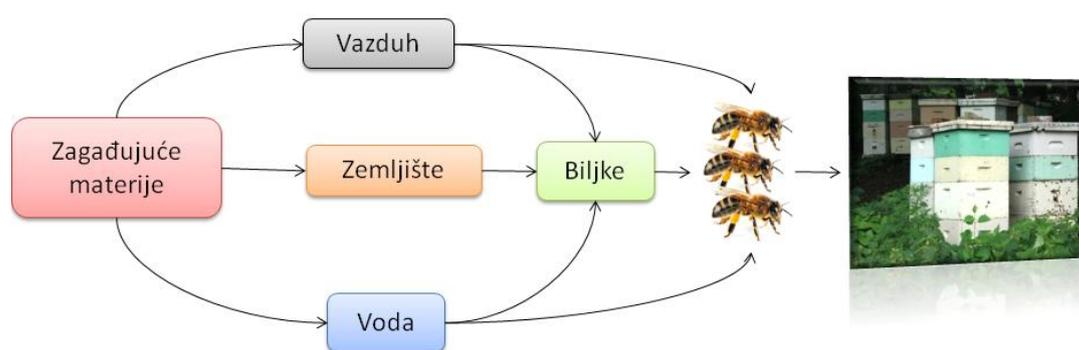 Vazduh
Zagađujuće
materije
Zemljište
Biljke
Voda